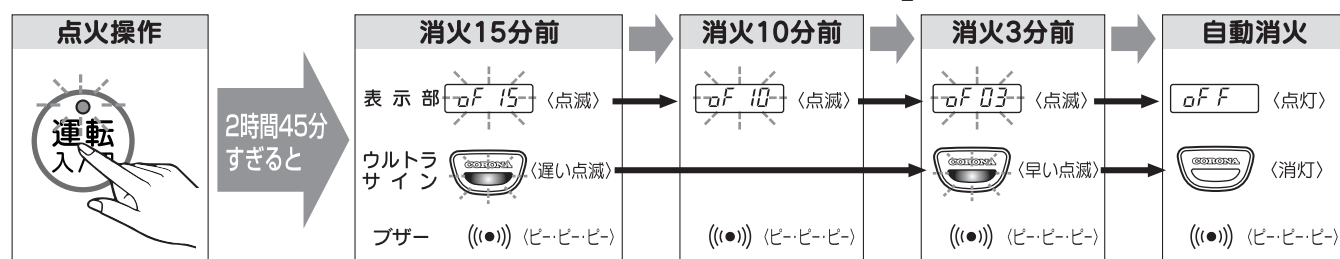 点火操作
運転
入/切
2時間45分
すぎると
消火15分前
表示部 oF 15 〈点滅〉
ウルトラ
サイン CORONA 〈遅い点滅〉
ブザー 〈ピー・ピー・ピー〉
消火10分前
oF 10 〈点滅〉
〈ピー・ピー・ピー〉
消火3分前
oF 03 〈点滅〉
CORONA 〈早い点滅〉
〈ピー・ピー・ピー〉
自動消火
oFF 〈点灯〉
CORONA 〈消灯〉
〈ピー・ピー・ピー〉